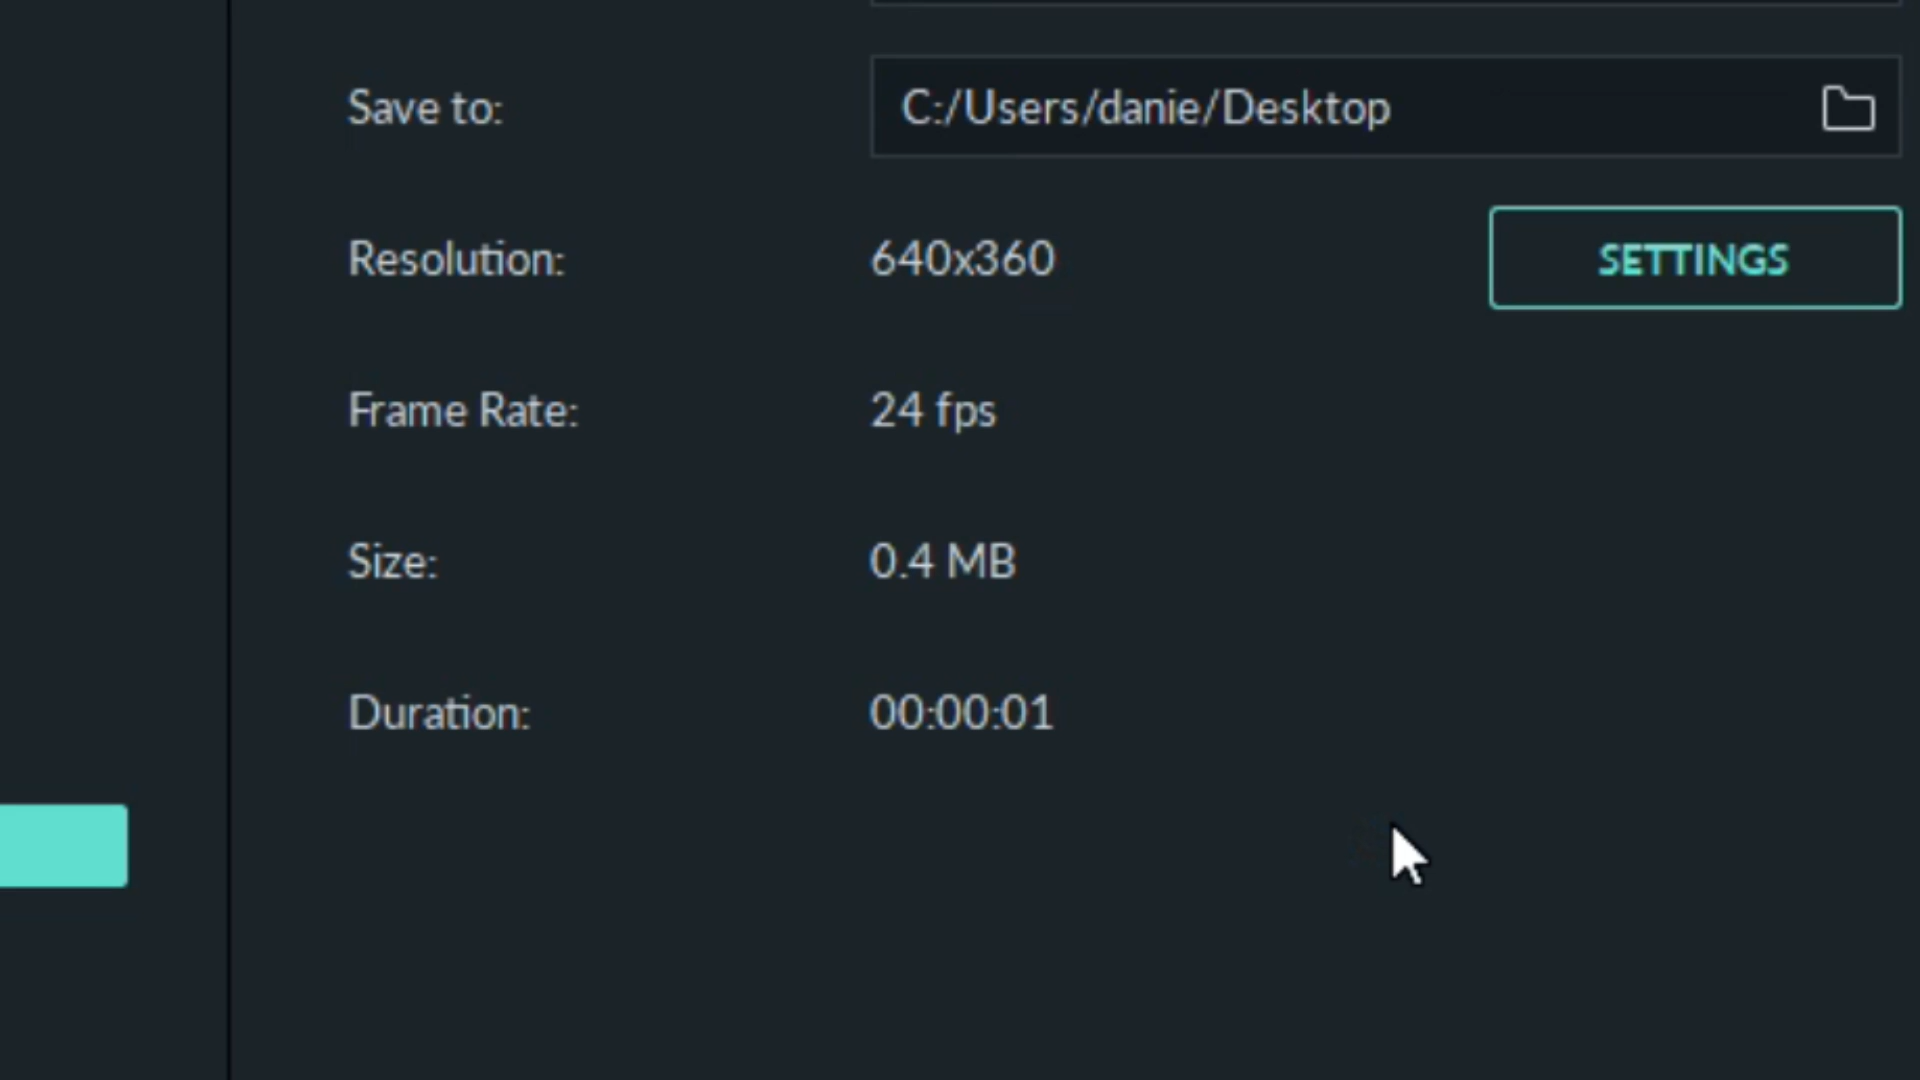 Save to: C:/Users/danie/Desktop
Resolution: 640x360 SETTINGS
Frame Rate: 24 fps
Size: 0.4 MB
Duration: 00:00:01